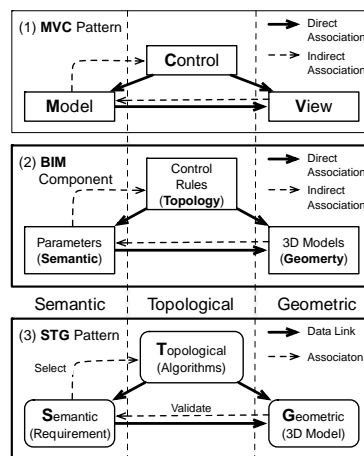 (1) MVC Pattern
Direct
Association
Indirect
Association
Control
Model
View
(2) BIM
Component
Direct
Association
Indirect
Association
Control
Rules
(Topology)
Parameters
(Semantic)
3D Models
(Geomerty)
Semantic Topological Geometric
(3) STG Pattern
Data Link
Associaton
Select
Topological
(Algorithms)
Validate
Semantic
(Requirement)
Geometric
(3D Model)